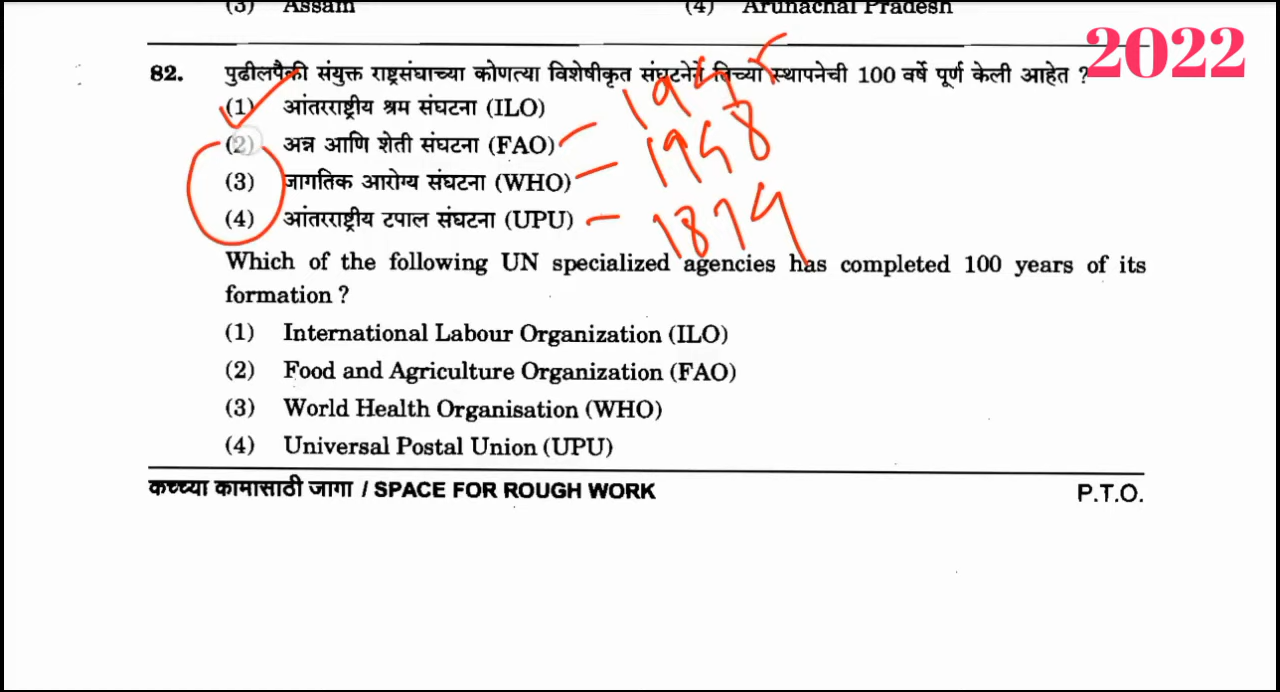 (3) Assam (4) Arunachal Pradesh
2022
82. पुढीलपैकी संयुक्त राष्ट्रसंघाच्या कोणत्या विशेषीकृत संघटनेने तिच्या स्थापनेची 100 वर्षे पूर्ण केली आहेत ?
(1) आंतरराष्ट्रीय श्रम संघटना (ILO)
(2) अन्न आणि शेती संघटना (FAO) 194
(3) जागतिक आरोग्य संघटना (WHO) 1948
(4) आंतरराष्ट्रीय टपाल संघटना (UPU) 1874
Which of the following UN specialized agencies has completed 100 years of its
formation ?
(1) International Labour Organization (ILO)
(2) Food and Agriculture Organization (FAO)
(3) World Health Organisation (WHO)
(4) Universal Postal Union (UPU)
कच्च्या कामासाठी जागा / SPACE FOR ROUGH WORK P.T.O.